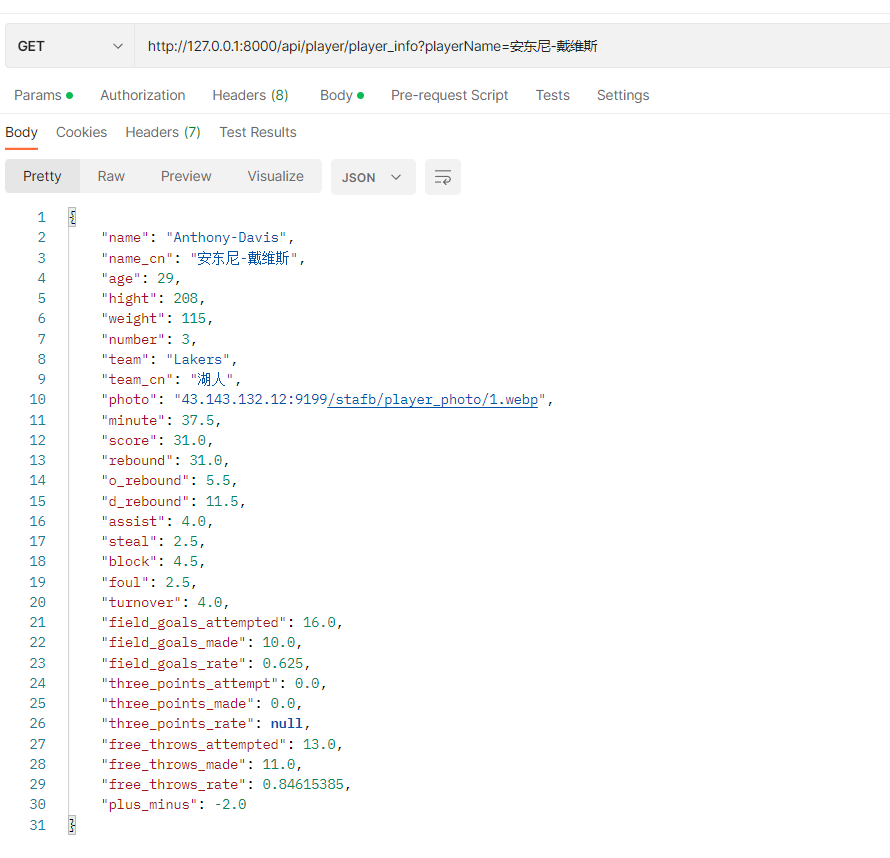 GET http://127.0.0.1:8000/api/player/player_info?playerName=安东尼-戴维斯
Params Authorization Headers (8) Body Pre-request Script Tests Settings
Body Cookies Headers (7) Test Results
Pretty Raw Preview Visualize JSON
1 {
2 "name": "Anthony-Davis",
3 "name_cn": "安东尼-戴维斯",
4 "age": 29,
5 "hight": 208,
6 "weight": 115,
7 "number": 3,
8 "team": "Lakers",
9 "team_cn": "湖人",
10 "photo": "43.143.132.12:9199/stafb/player_photo/1.webp",
11 "minute": 37.5,
12 "score": 31.0,
13 "rebound": 31.0,
14 "o_rebound": 5.5,
15 "d_rebound": 11.5,
16 "assist": 4.0,
17 "steal": 2.5,
18 "block": 4.5,
19 "foul": 2.5,
20 "turnover": 4.0,
21 "field_goals_attempted": 16.0,
22 "field_goals_made": 10.0,
23 "field_goals_rate": 0.625,
24 "three_points_attempt": 0.0,
25 "three_points_made": 0.0,
26 "three_points_rate": null,
27 "free_throws_attempted": 13.0,
28 "free_throws_made": 11.0,
29 "free_throws_rate": 0.84615385,
30 "plus_minus": -2.0
31 }